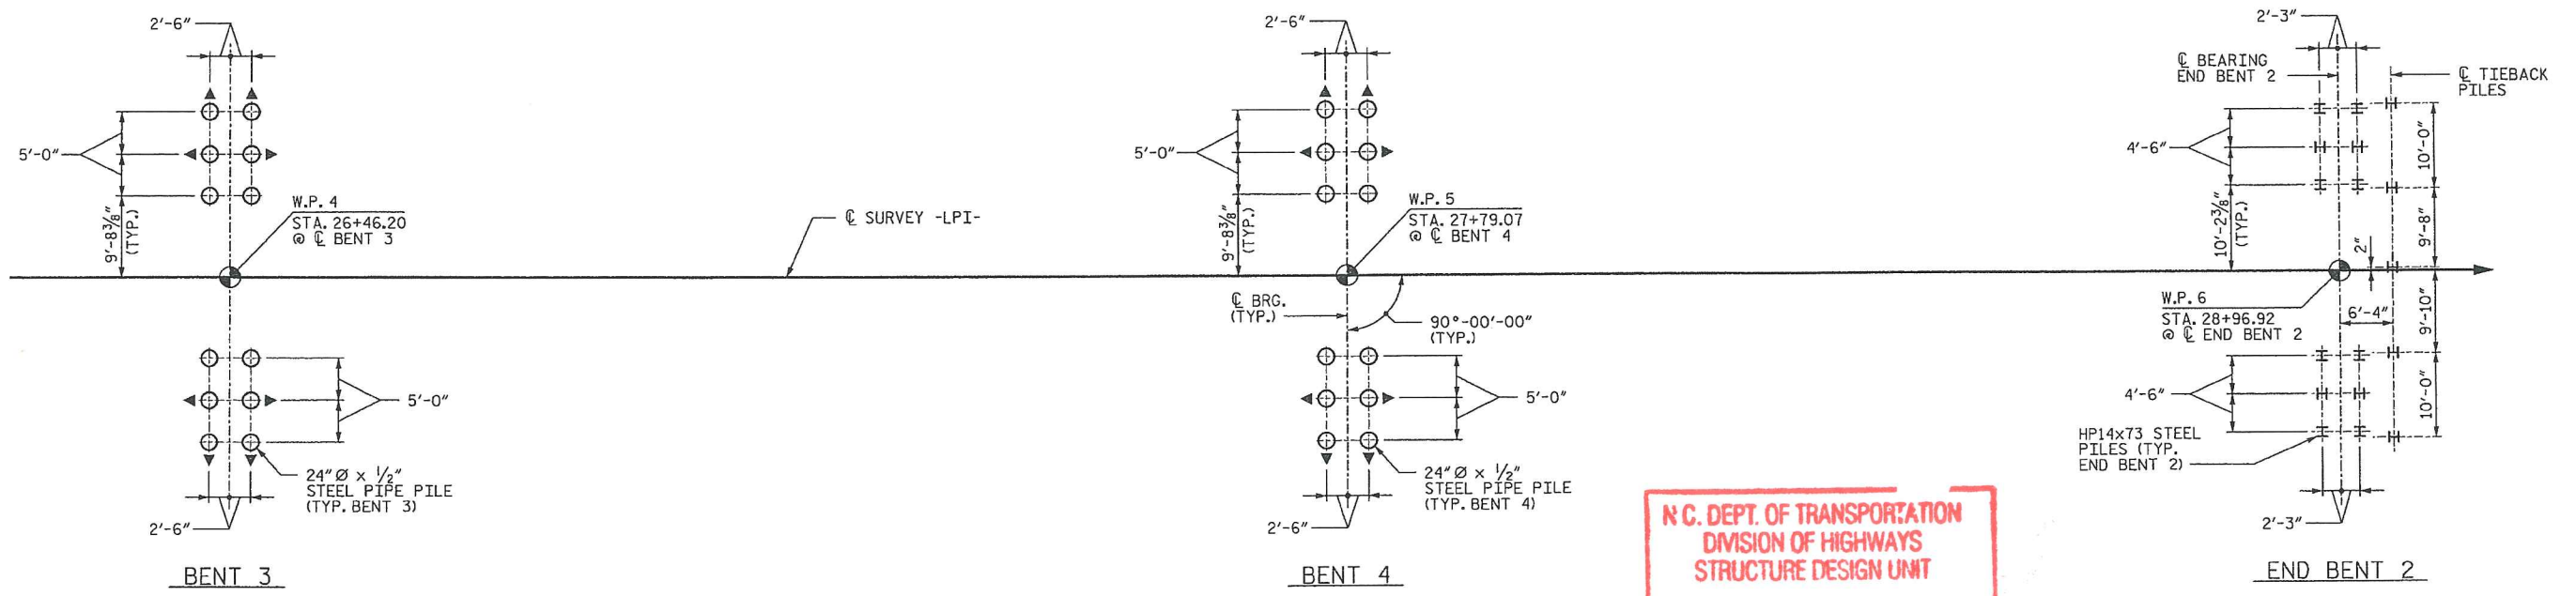 2'-6"
5'-0"
9'-8 3/8"
(TYP.)
W.P. 4
STA. 26+46.20
@ ℄ BENT 3
℄ SURVEY -LPI-
5'-0"
24"Ø x 1/2"
STEEL PIPE PILE
(TYP. BENT 3)
2'-6"
BENT 3
2'-6"
5'-0"
9'-8 3/8"
(TYP.)
W.P. 5
STA. 27+79.07
@ ℄ BENT 4
℄ BRG.
(TYP.)
90°-00'-00"
(TYP.)
5'-0"
24"Ø x 1/2"
STEEL PIPE PILE
(TYP. BENT 4)
2'-6"
BENT 4
N.C. DEPT. OF TRANSPORTATION
DIVISION OF HIGHWAYS
STRUCTURE DESIGN UNIT
2'-3"
℄ BEARING
END BENT 2
℄ TIEBACK
PILES
4'-6"
10'-2 3/8"
(TYP.)
10'-0"
9'-8"
2"
W.P. 6
STA. 28+96.92
@ ℄ END BENT 2
6'-4"
9'-10"
10'-0"
4'-6"
HP14x73 STEEL
PILES (TYP.
END BENT 2)
2'-3"
END BENT 2